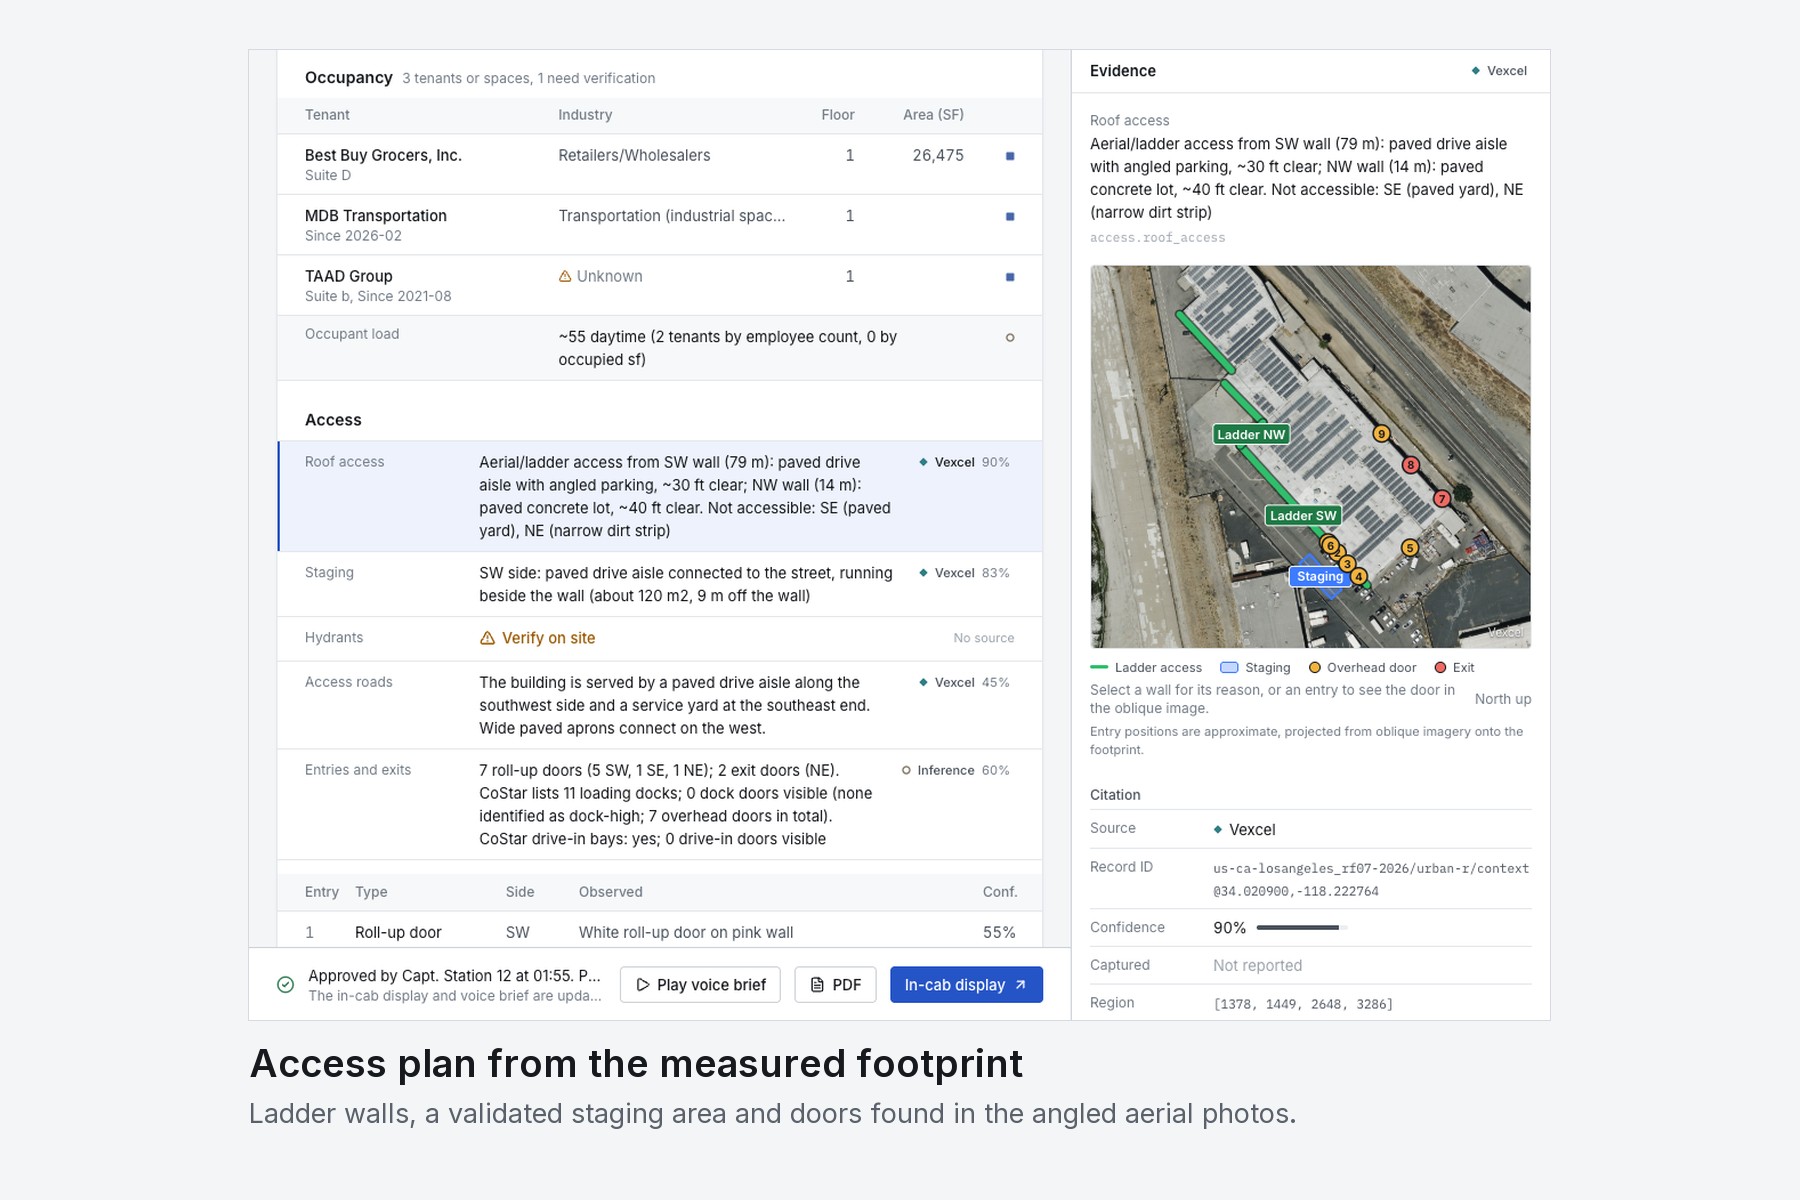 Occupancy 3 tenants or spaces, 1 need verification
Tenant Industry Floor Area (SF)
Best Buy Grocers, Inc. Retailers/Wholesalers 1 26,475
Suite D
MDB Transportation Transportation (industrial spac... 1
Since 2026-02
TAAD Group Unknown 1
Suite b, Since 2021-08
Occupant load ~55 daytime (2 tenants by employee count, 0 by
occupied sf)
Access
Roof access Aerial/ladder access from SW wall (79 m): paved drive Vexcel 90%
aisle with angled parking, ~30 ft clear; NW wall (14 m):
paved concrete lot, ~40 ft clear. Not accessible: SE (paved
yard), NE (narrow dirt strip)
Staging SW side: paved drive aisle connected to the street, running Vexcel 83%
beside the wall (about 120 m2, 9 m off the wall)
Hydrants Verify on site No source
Access roads The building is served by a paved drive aisle along the Vexcel 45%
southwest side and a service yard at the southeast end.
Wide paved aprons connect on the west.
Entries and exits 7 roll-up doors (5 SW, 1 SE, 1 NE); 2 exit doors (NE). Inference 60%
CoStar lists 11 loading docks; 0 dock doors visible (none
identified as dock-high; 7 overhead doors in total).
CoStar drive-in bays: yes; 0 drive-in doors visible
Entry Type Side Observed Conf.
1 Roll-up door SW White roll-up door on pink wall 55%
Approved by Capt. Station 12 at 01:55. P...
The in-cab display and voice brief are upda...
Play voice brief PDF In-cab display
Evidence Vexcel
Roof access
Aerial/ladder access from SW wall (79 m): paved drive aisle
with angled parking, ~30 ft clear; NW wall (14 m): paved
concrete lot, ~40 ft clear. Not accessible: SE (paved yard), NE
(narrow dirt strip)
access.roof_access
Ladder NW
9
8
7
Ladder SW
6
2
5
3
Staging 4
Vexcel
Ladder access Staging Overhead door Exit
Select a wall for its reason, or an entry to see the door in
the oblique image.
North up
Entry positions are approximate, projected from oblique imagery onto the
footprint.
Citation
Source Vexcel
Record ID us-ca-losangeles_rf07-2026/urban-r/context
@34.020900,-118.222764
Confidence 90%
Captured Not reported
Region [1378, 1449, 2648, 3286]
Access plan from the measured footprint
Ladder walls, a validated staging area and doors found in the angled aerial photos.